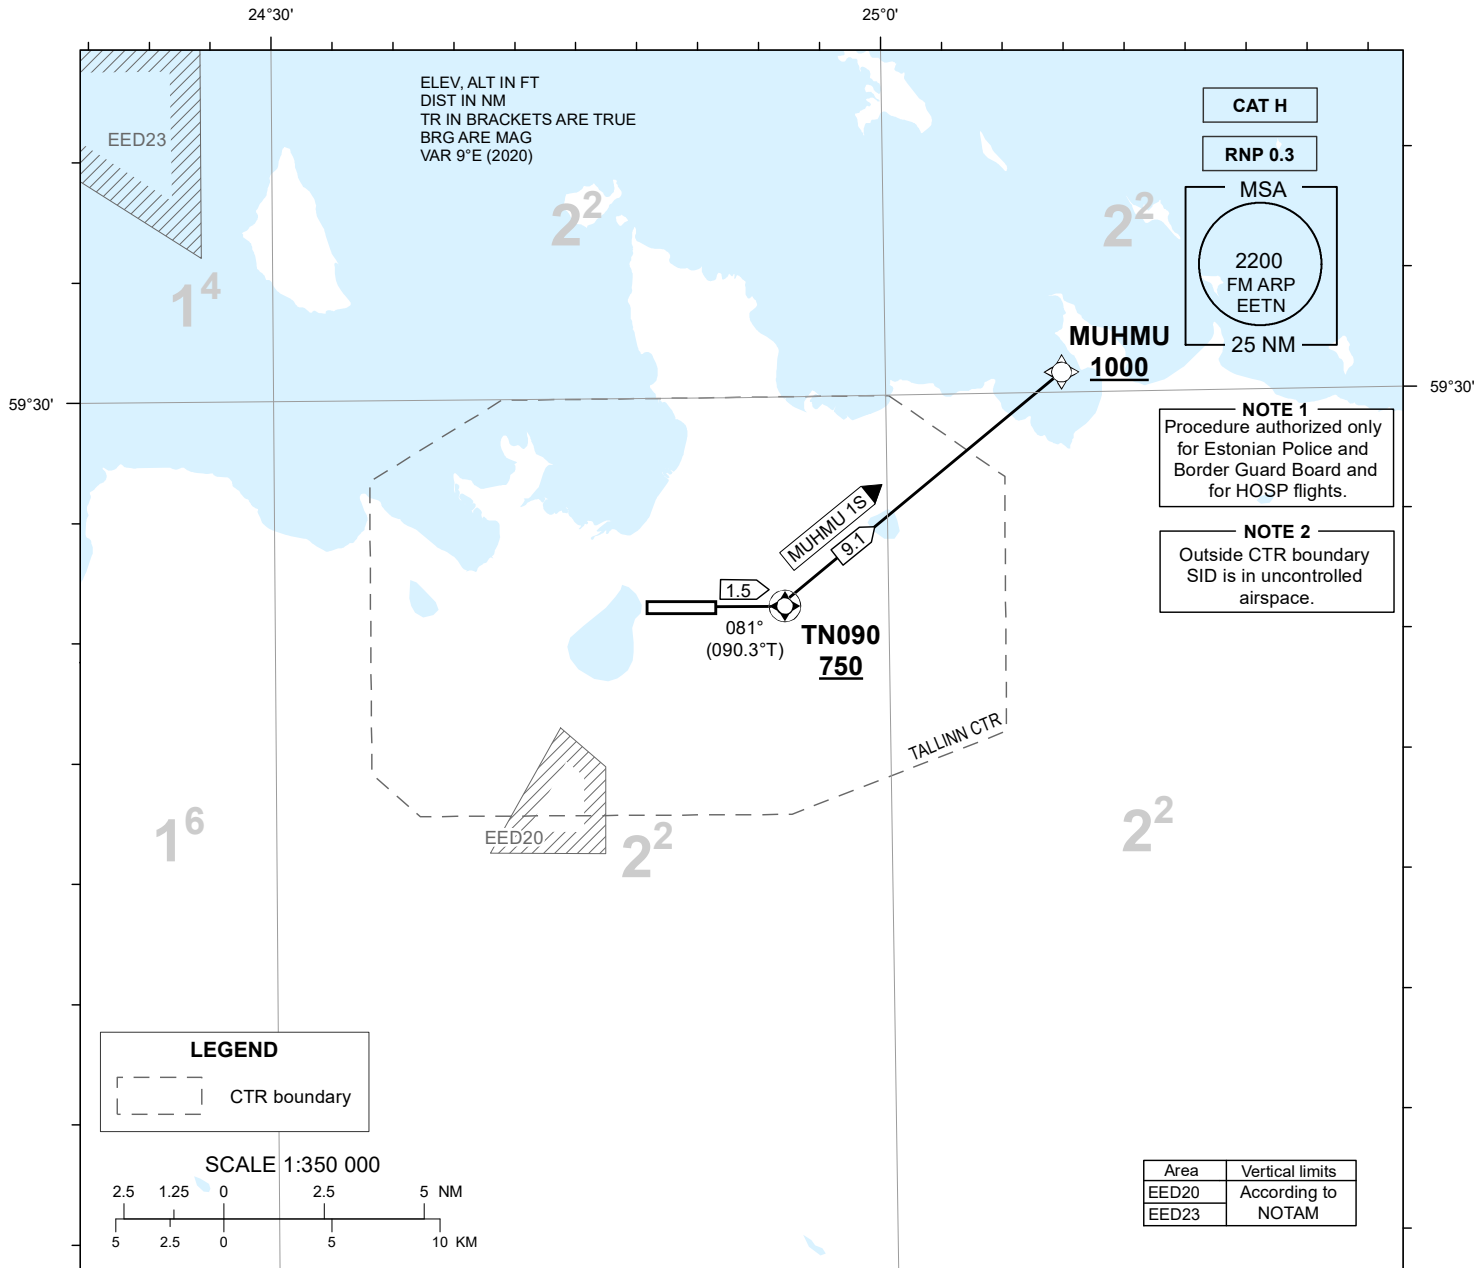 24°30'
25°0'
ELEV, ALT IN FT
DIST IN NM
TR IN BRACKETS ARE TRUE
BRG ARE MAG
VAR 9°E (2020)
CAT H
RNP 0.3
MSA
2200
FM ARP
EETN
25 NM
EED23
2²
2²
1⁴
MUHMU
1000
59°30'
59°30'
NOTE 1
Procedure authorized only
for Estonian Police and
Border Guard Board and
for HOSP flights.
NOTE 2
Outside CTR boundary
SID is in uncontrolled
airspace.
MUHMU 1S
9.1
1.5
081°
(090.3°T)
TN090
750
TALLINN CTR
EED20
1⁶
2²
2²
LEGEND
CTR boundary
SCALE 1:350 000
2.5 1.25 0 2.5 5 NM
5 2.5 0 5 10 KM
Area Vertical limits
EED20 According to
EED23 NOTAM